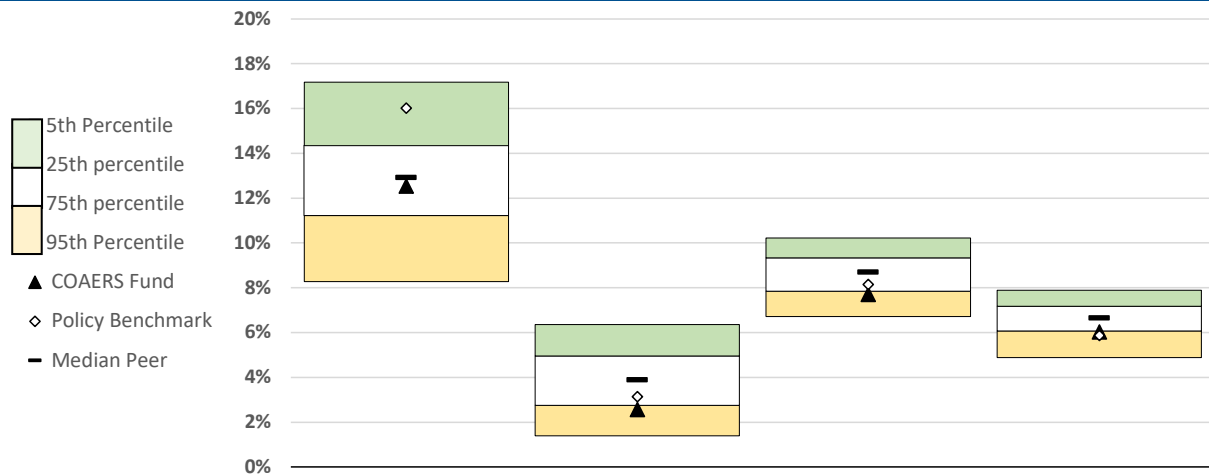 20%
18%
16%
14%
12%
10%
8%
6%
4%
2%
0%
5th Percentile
25th percentile
75th percentile
95th Percentile
COAERS Fund
Policy Benchmark
Median Peer